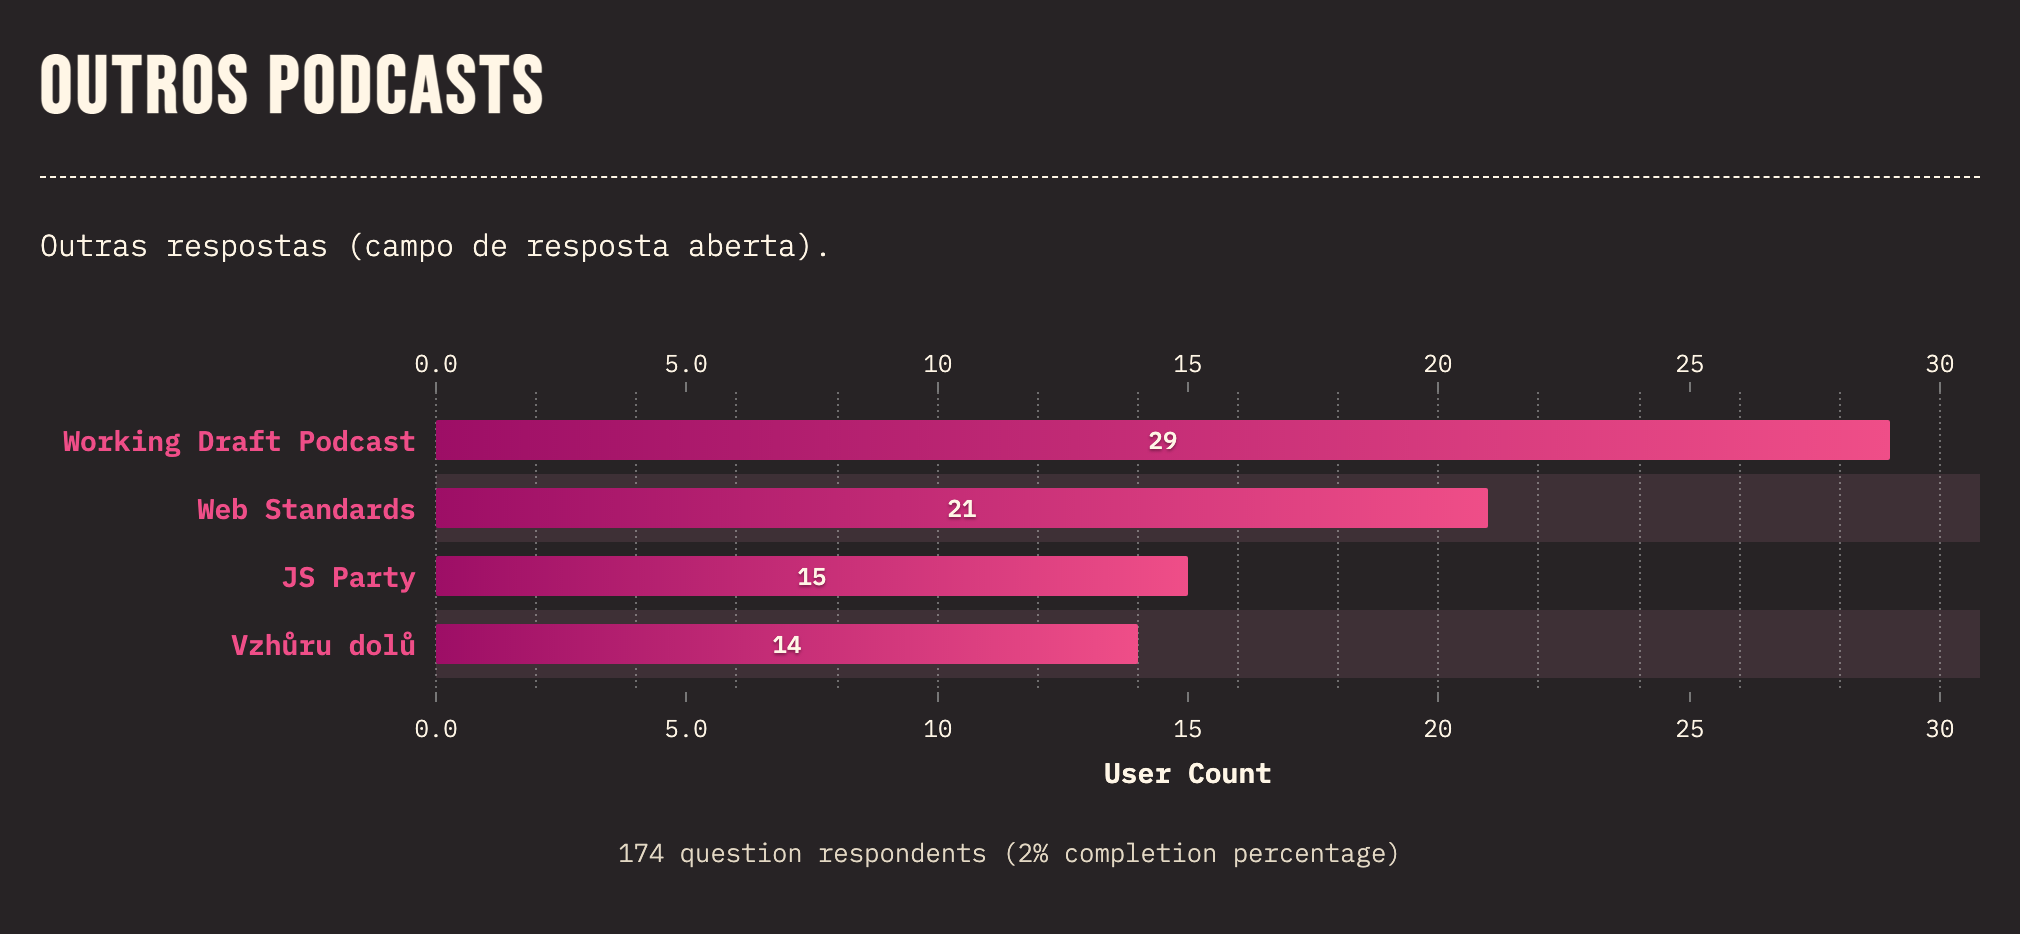 OUTROS PODCASTS
Outras respostas (campo de resposta aberta).
0.0 5.0 10 15 20 25 30
Working Draft Podcast 29
Web Standards 21
JS Party 15
Vzhůru dolů 14
0.0 5.0 10 15 20 25 30
User Count
174 question respondents (2% completion percentage)